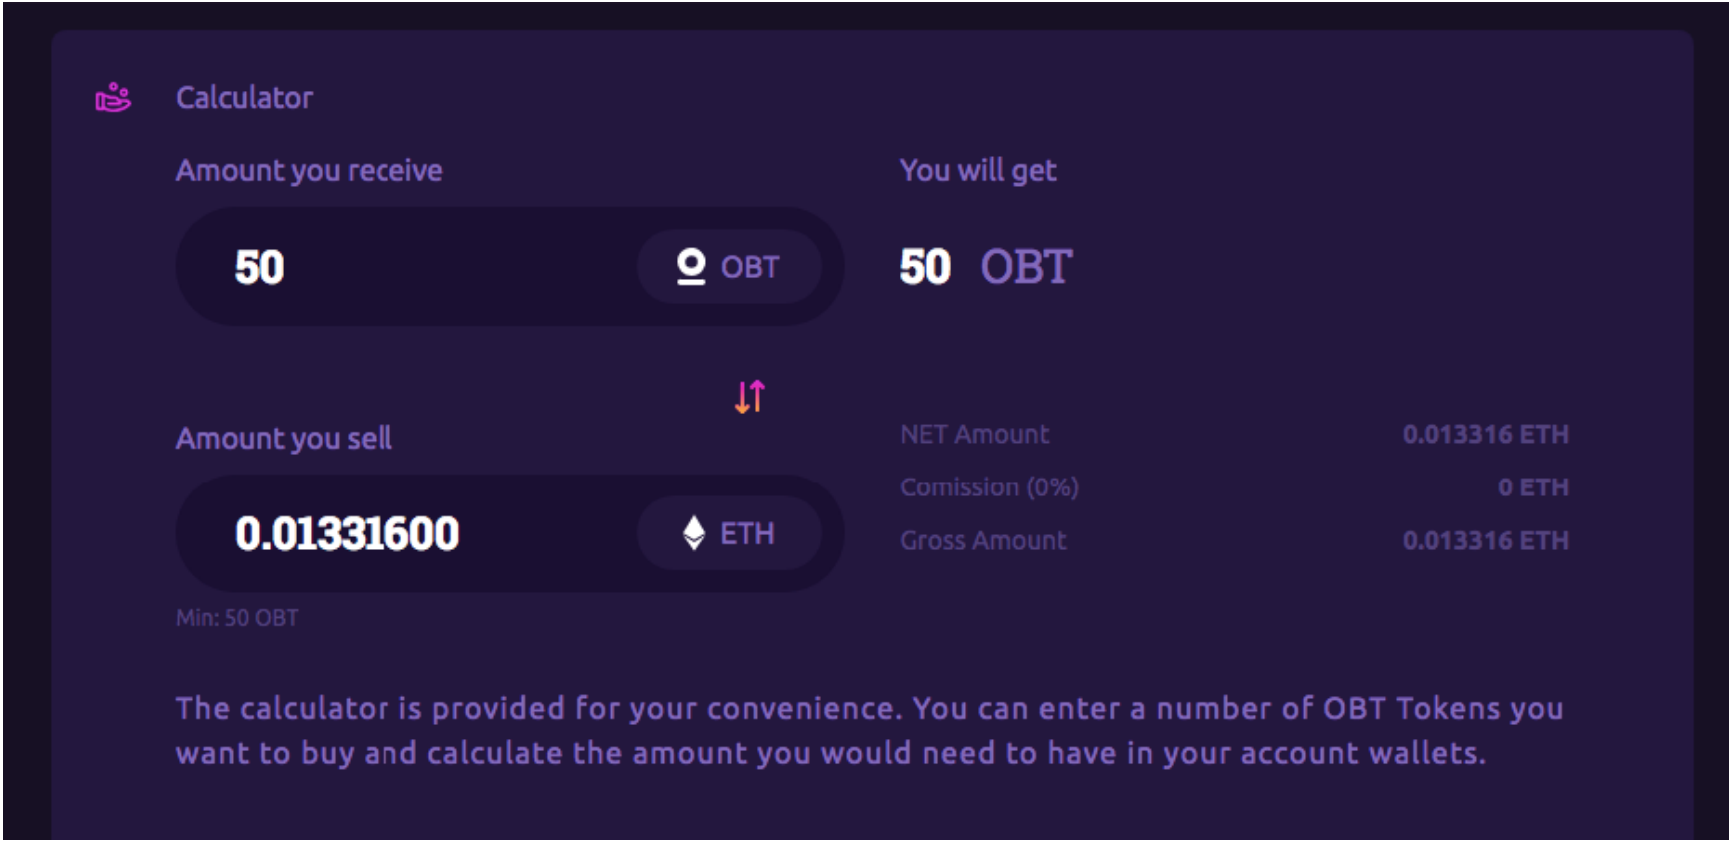 Calculator
Amount you receive
You will get
50
OBT
50 OBT
Amount you sell
0.01331600
ETH
Min: 50 OBT
NET Amount
0.013316 ETH
Comission (0%)
0 ETH
Gross Amount
0.013316 ETH
The calculator is provided for your convenience. You can enter a number of OBT Tokens you
want to buy and calculate the amount you would need to have in your account wallets.